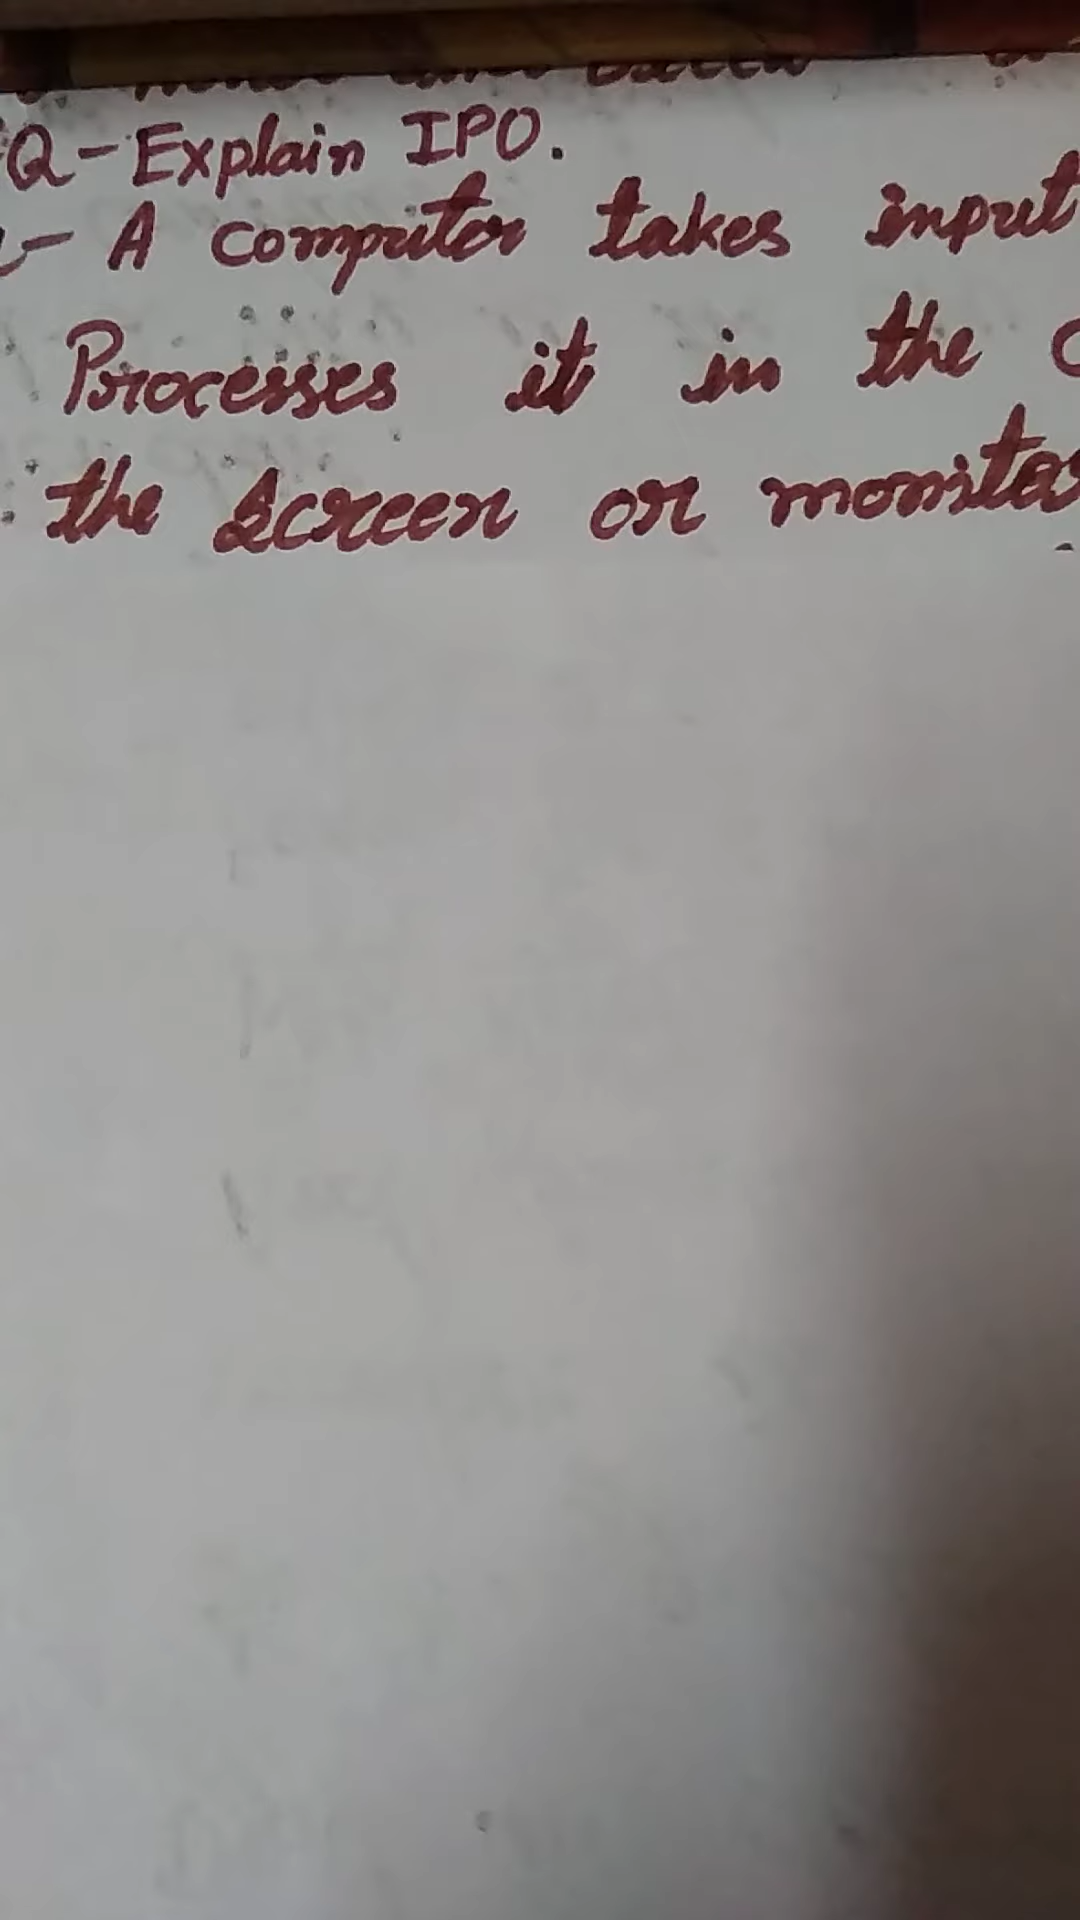 Q- Explain IPO.
- A computer takes input
Processes it in the
the screen or monitor